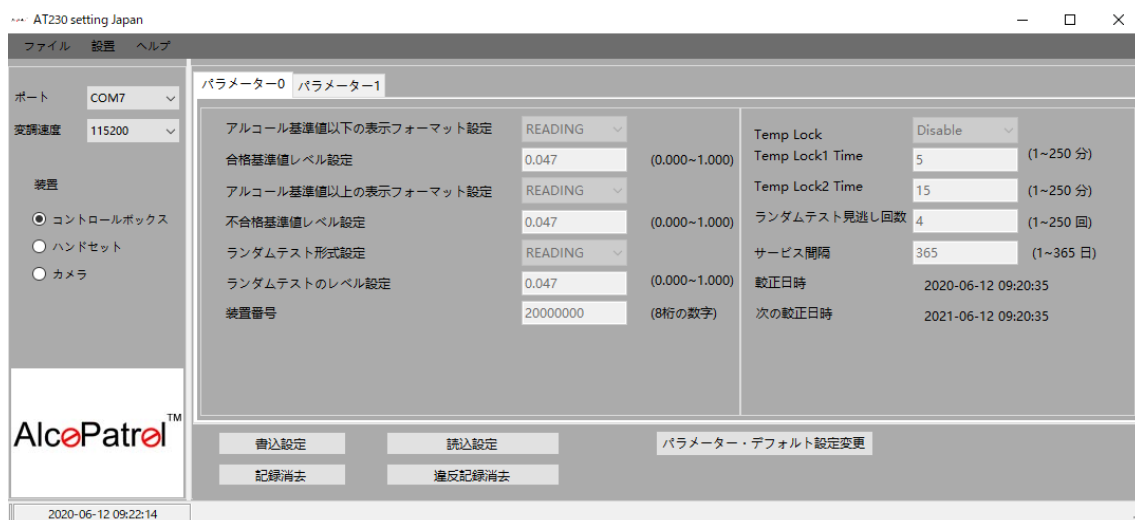 AT230 setting Japan
ファイル 設置 ヘルプ
ポート COM7
変調速度 115200
装置
コントロールボックス
ハンドセット
カメラ
AlcoPatrol™
パラメーター0 パラメーター1
アルコール基準値以下の表示フォーマット設定 READING
合格基準値レベル設定 0.047 (0.000~1.000)
アルコール基準値以上の表示フォーマット設定 READING
不合格基準値レベル設定 0.047 (0.000~1.000)
ランダムテスト形式設定 READING
ランダムテストのレベル設定 0.047 (0.000~1.000)
装置番号 20000000 (8桁の数字)
Temp Lock Disable
Temp Lock1 Time 5 (1~250 分)
Temp Lock2 Time 15 (1~250 分)
ランダムテスト見逃し回数 4 (1~250 回)
サービス間隔 365 (1~365 日)
較正日時 2020-06-12 09:20:35
次の較正日時 2021-06-12 09:20:35
書込設定 読込設定 パラメーター・デフォルト設定変更
記録消去 違反記録消去
2020-06-12 09:22:14